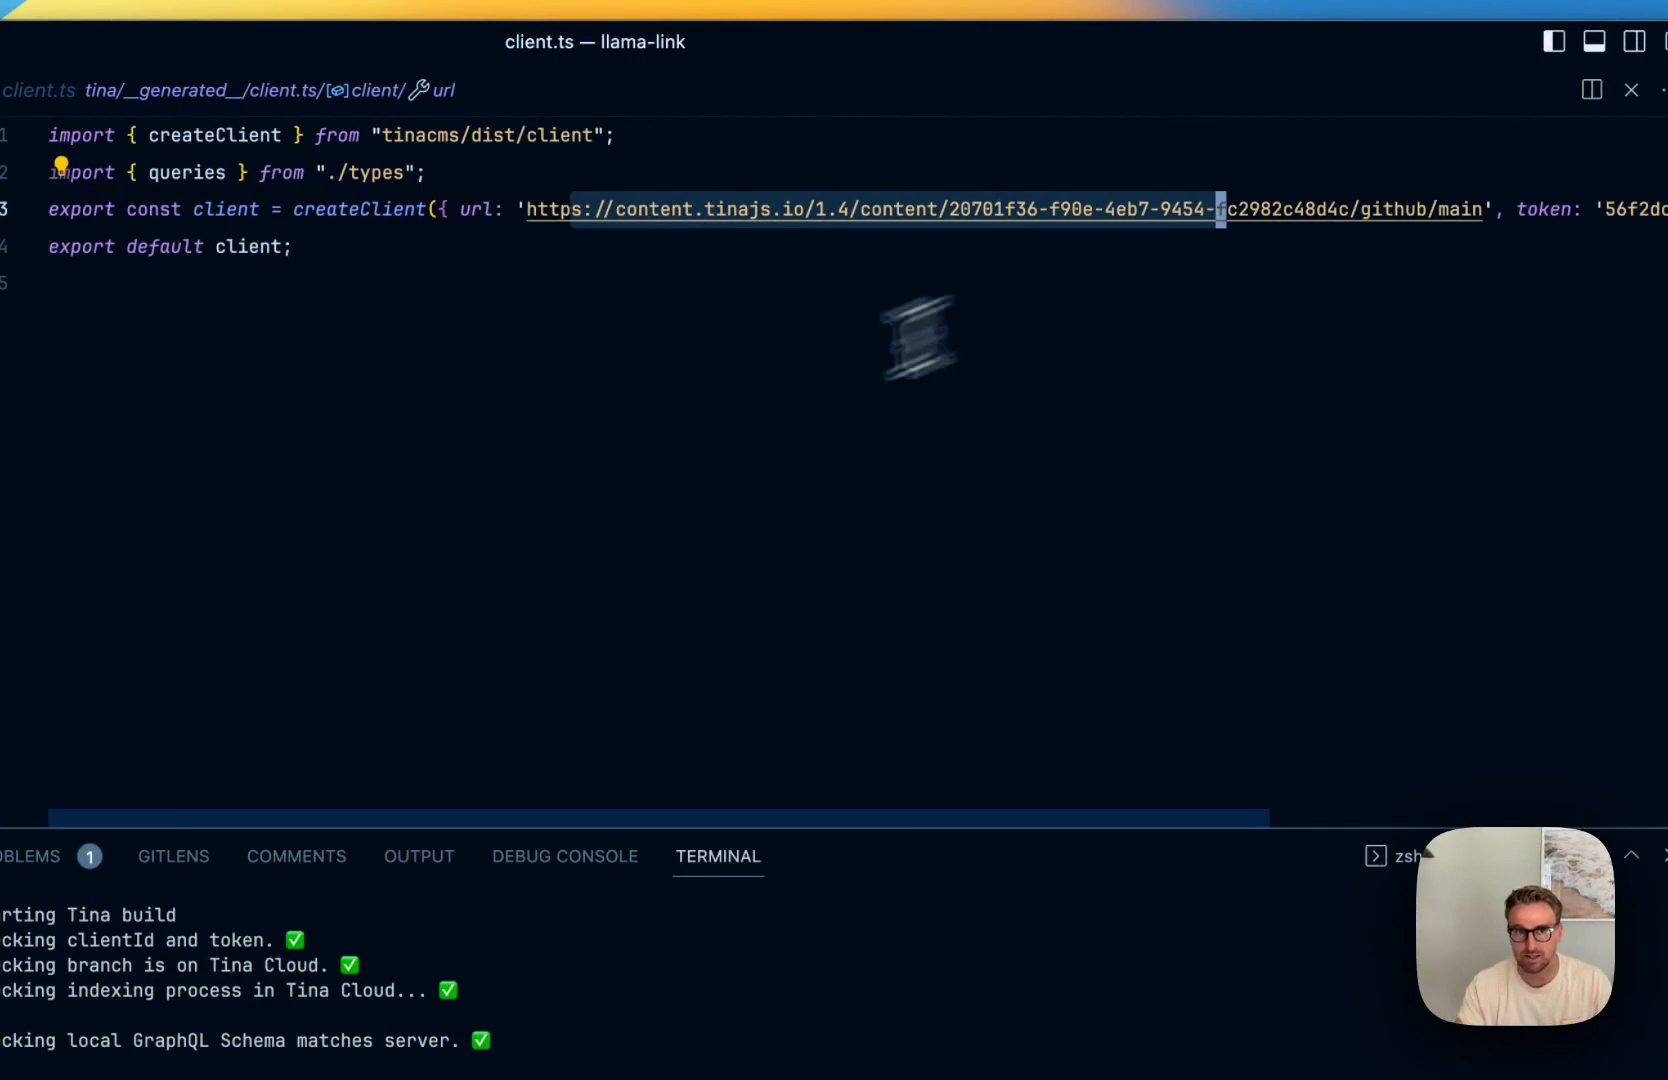 client.ts — llama-link
client.ts tina/__generated__/client.ts/client/url
1 import { createClient } from "tinacms/dist/client";
2 import { queries } from "./types";
3 export const client = createClient({ url: 'https://content.tinajs.io/1.4/content/20701f36-f90e-4eb7-9454-fc2982c48d4c/github/main', token: '56f2dc
4 export default client;
5
OBLEMS 1 GITLENS COMMENTS OUTPUT DEBUG CONSOLE TERMINAL zsh
rting Tina build
cking clientId and token. ✅
cking branch is on Tina Cloud. ✅
cking indexing process in Tina Cloud... ✅
cking local GraphQL Schema matches server. ✅